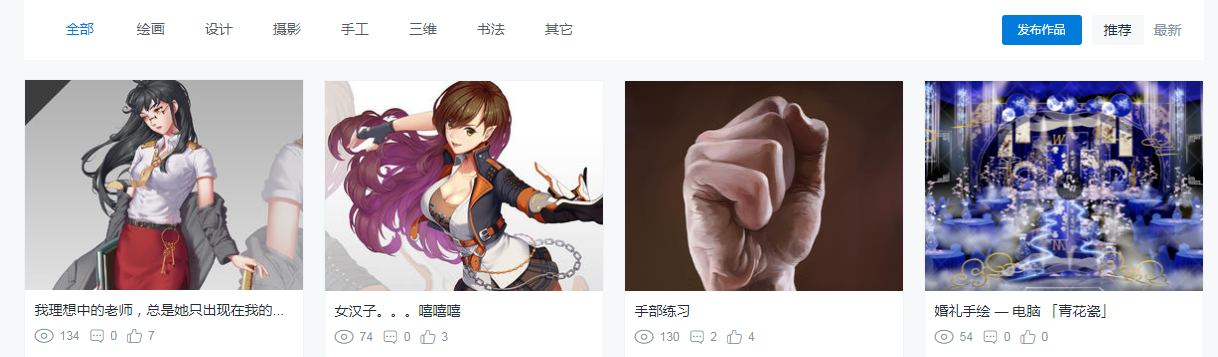 全部 绘画 设计 摄影 手工 三维 书法 其它 发布作品 推荐 最新
我理想中的老师，总是她只出现在我的...
134 0 7
女汉子。。。嘻嘻嘻
74 0 3
手部练习
130 2 4
婚礼手绘 — 电脑 「青花瓷」
54 0 0